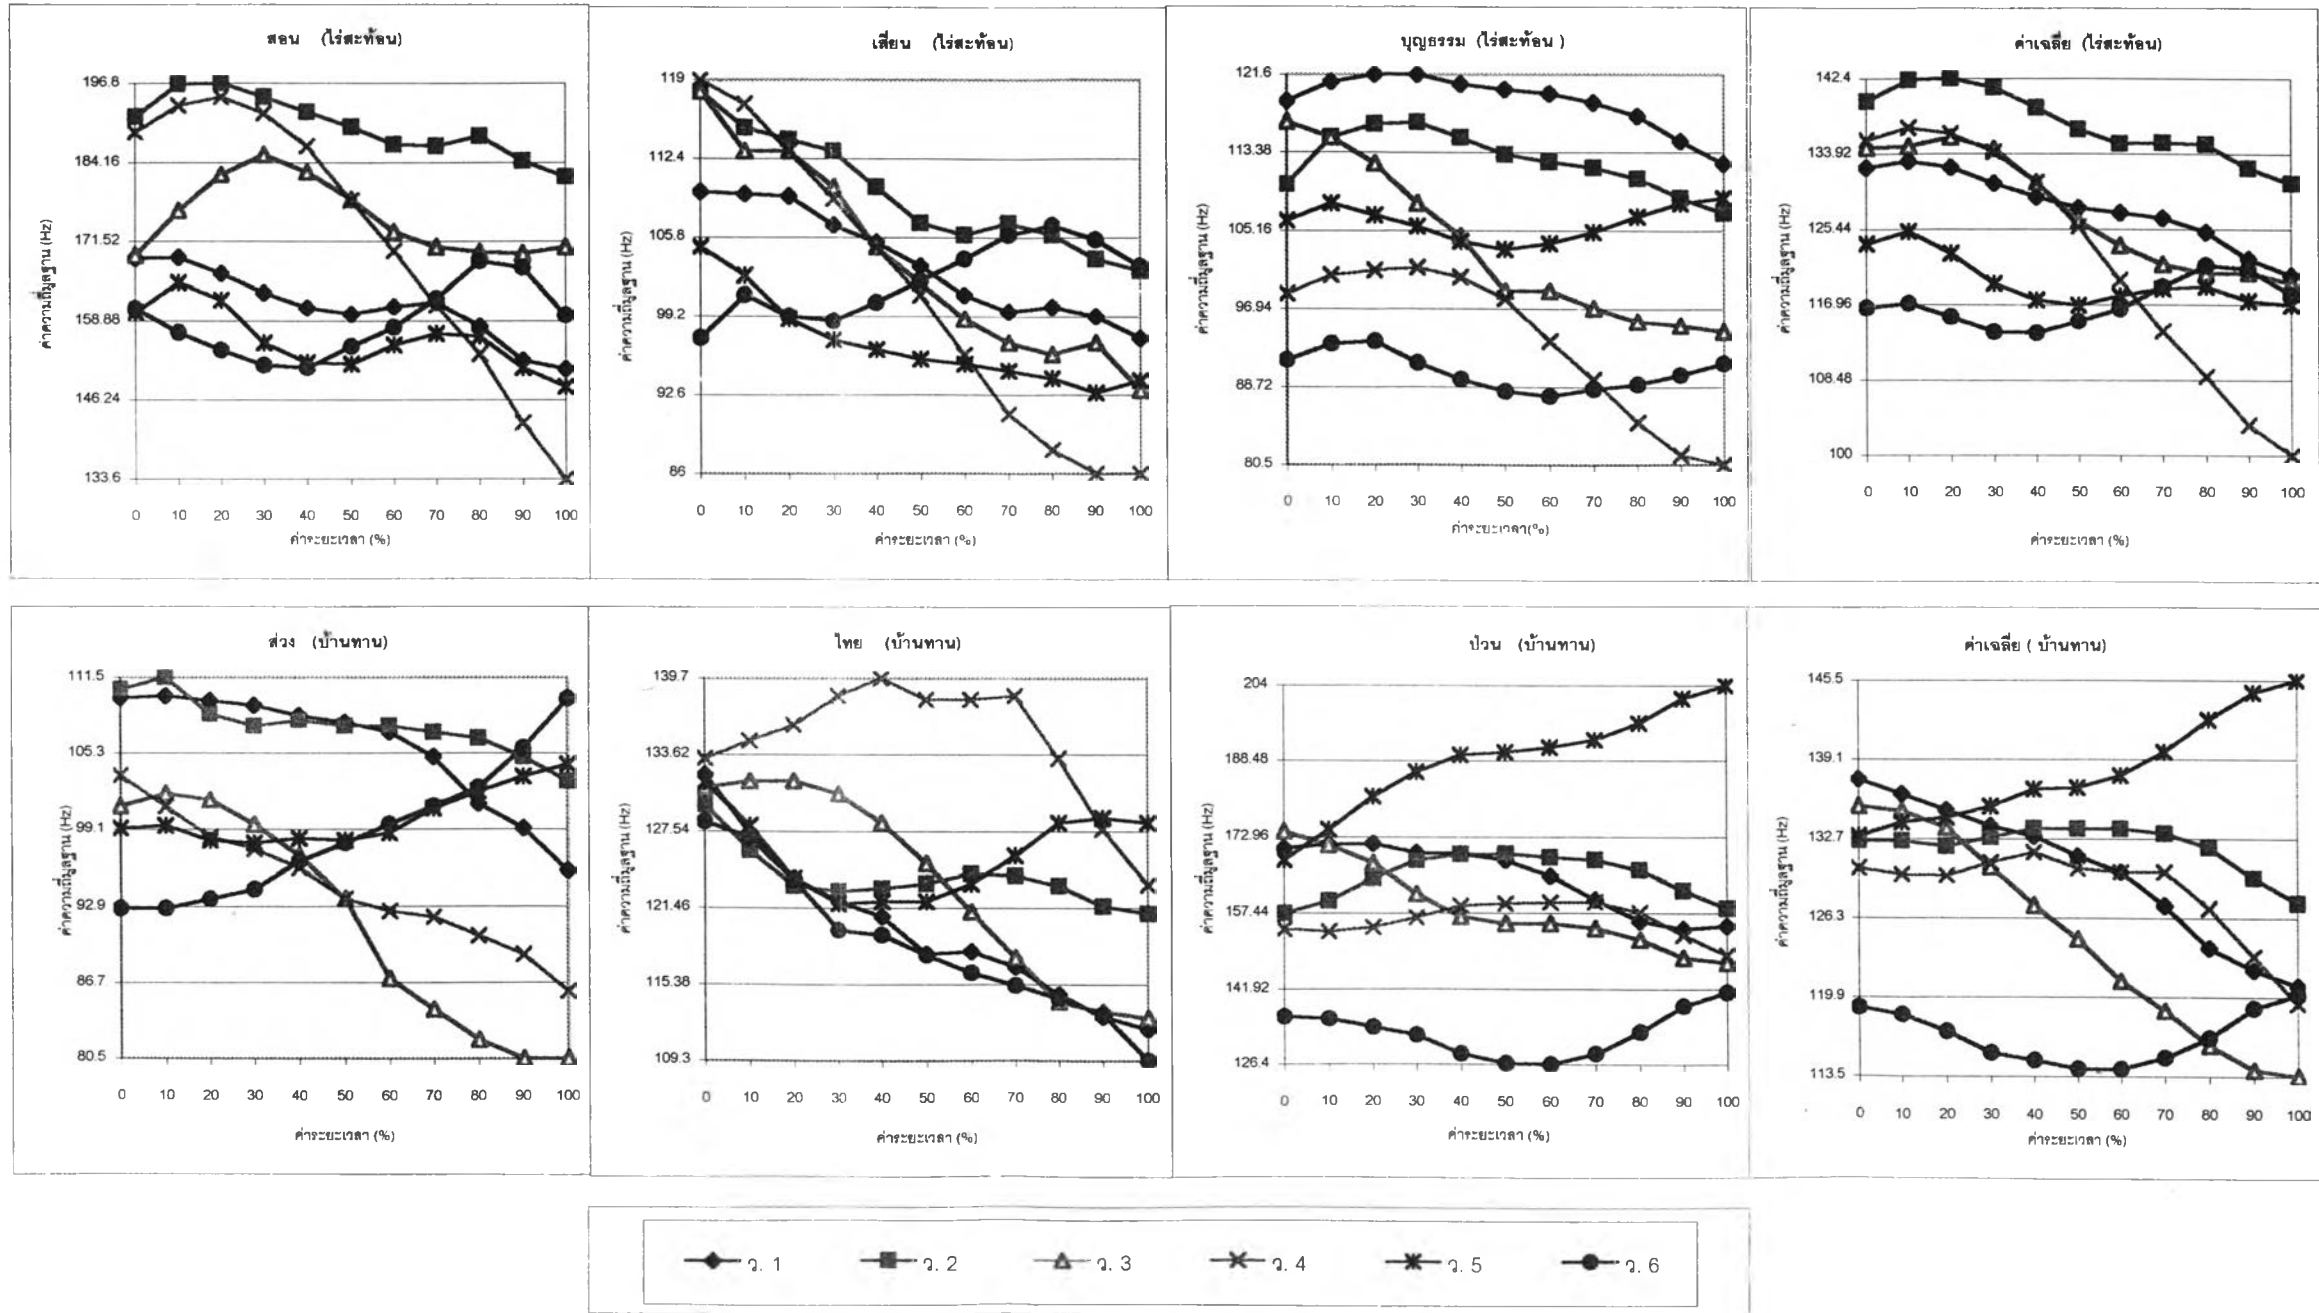 สอน (ไร่สะท้อน)
196.8
184.16
171.52
158.88
146.24
133.6
ค่าความถี่มูลฐาน (Hz)
0 10 20 30 40 50 60 70 80 90 100
ค่าระยะเวลา (%)
เสี่ยน (ไร่สะท้อน)
119
112.4
105.8
99.2
92.6
86
ค่าความถี่มูลฐาน (Hz)
0 10 20 30 40 50 60 70 80 90 100
ค่าระยะเวลา (%)
บุญธรรม (ไร่สะท้อน )
121.6
113.38
105.16
96.94
88.72
80.5
ค่าความถี่มูลฐาน (Hz)
0 10 20 30 40 50 60 70 80 90 100
ค่าระยะเวลา(%)
ค่าเฉลี่ย (ไร่สะท้อน)
142.4
133.92
125.44
116.96
108.48
100
ค่าความถี่มูลฐาน (Hz)
0 10 20 30 40 50 60 70 80 90 100
ค่าระยะเวลา (%)
ส่วง (บ้านทาน)
111.5
105.3
99.1
92.9
86.7
80.5
ค่าความถี่มูลฐาน (Hz)
0 10 20 30 40 50 60 70 80 90 100
ค่าระยะเวลา (%)
ไทย (บ้านทาน)
139.7
133.62
127.54
121.46
115.38
109.3
ค่าความถี่มูลฐาน (Hz)
0 10 20 30 40 50 60 70 80 90 100
ค่าระยะเวลา (%)
ป่วน (บ้านทาน)
204
188.48
172.96
157.44
141.92
126.4
ค่าความถี่มูลฐาน (Hz)
0 10 20 30 40 50 60 70 80 90 100
ค่าระยะเวลา (%)
ค่าเฉลี่ย ( บ้านทาน)
145.5
139.1
132.7
126.3
119.9
113.5
ค่าความถี่มูลฐาน (Hz)
0 10 20 30 40 50 60 70 80 90 100
ค่าระยะเวลา (%)
ว. 1 ว. 2 ว. 3 ว. 4 ว. 5 ว. 6